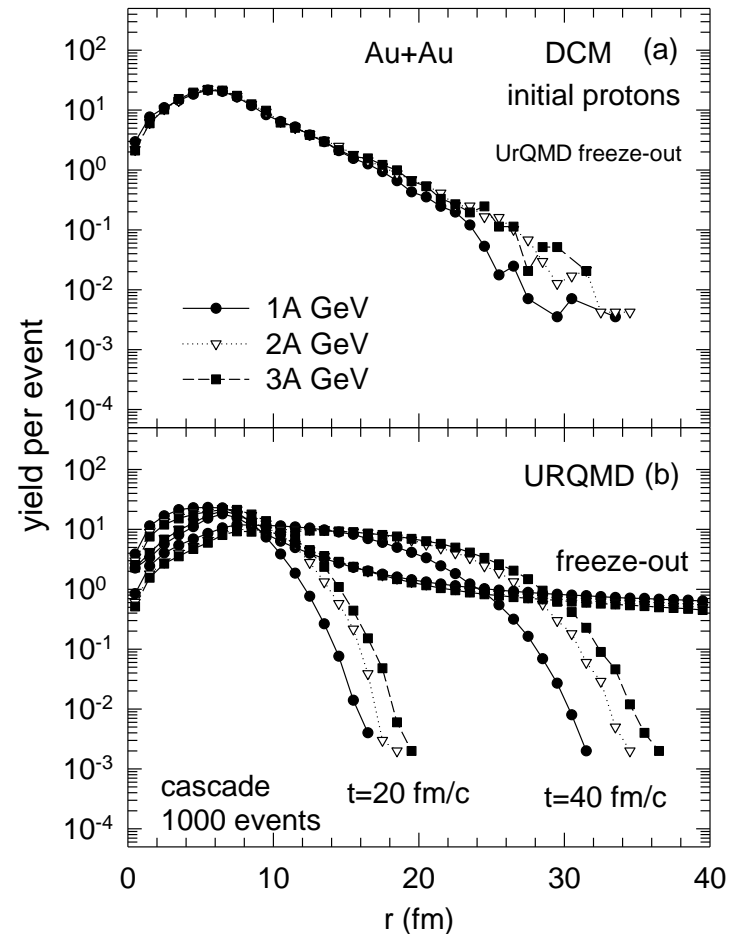 yield per event
10^2
Au+Au DCM (a)
initial protons
10^1
10^0
UrQMD freeze-out
10^-1
10^-2
1A GeV
2A GeV
10^-3
3A GeV
10^-4
10^2
URQMD (b)
10^1
freeze-out
10^0
10^-1
10^-2
10^-3
cascade
t=20 fm/c t=40 fm/c
1000 events
10^-4
0 10 20 30 40
r (fm)